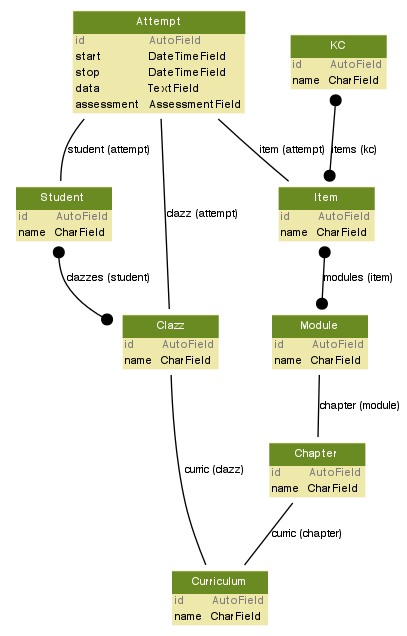 Attempt
id AutoField
start DateTimeField
stop DateTimeField
data TextField
assessment AssessmentField
KC
id AutoField
name CharField
student (attempt)
item (attempt)
items (kc)
Student
id AutoField
name CharField
clazz (attempt)
Item
id AutoField
name CharField
clazzes (student)
modules (item)
Clazz
id AutoField
name CharField
Module
id AutoField
name CharField
chapter (module)
Chapter
id AutoField
name CharField
curric (clazz)
curric (chapter)
Curriculum
id AutoField
name CharField